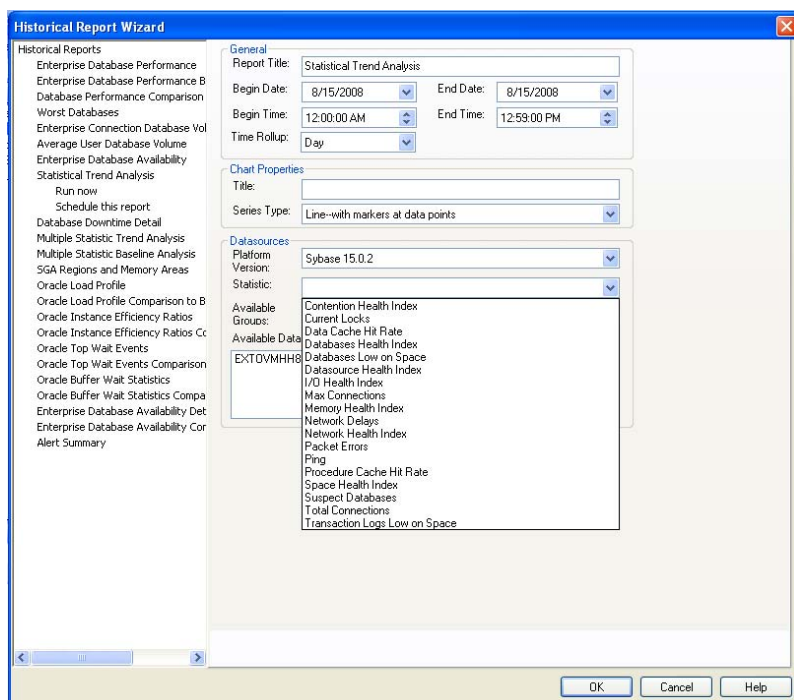 Historical Report Wizard
Historical Reports
Enterprise Database Performance
Enterprise Database Performance B
Database Performance Comparison
Worst Databases
Enterprise Connection Database Vol
Average User Database Volume
Enterprise Database Availability
Statistical Trend Analysis
Run now
Schedule this report
Database Downtime Detail
Multiple Statistic Trend Analysis
Multiple Statistic Baseline Analysis
SGA Regions and Memory Areas
Oracle Load Profile
Oracle Load Profile Comparison to B
Oracle Instance Efficiency Ratios
Oracle Instance Efficiency Ratios Co
Oracle Top Wait Events
Oracle Top Wait Events Comparison
Oracle Buffer Wait Statistics
Oracle Buffer Wait Statistics Compa
Enterprise Database Availability Det
Enterprise Database Availability Con
Alert Summary
General
Report Title: Statistical Trend Analysis
Begin Date: 8/15/2008 End Date: 8/15/2008
Begin Time: 12:00:00 AM End Time: 12:59:00 PM
Time Rollup: Day
Chart Properties
Title:
Series Type: Line--with markers at data points
Datasources
Platform Version: Sybase 15.0.2
Statistic:
Available Groups:
Available Data
EXTOVMHH8
Contention Health Index
Current Locks
Data Cache Hit Rate
Databases Health Index
Databases Low on Space
Datasource Health Index
I/O Health Index
Max Connections
Memory Health Index
Network Delays
Network Health Index
Packet Errors
Ping
Procedure Cache Hit Rate
Space Health Index
Suspect Databases
Total Connections
Transaction Logs Low on Space
OK Cancel Help